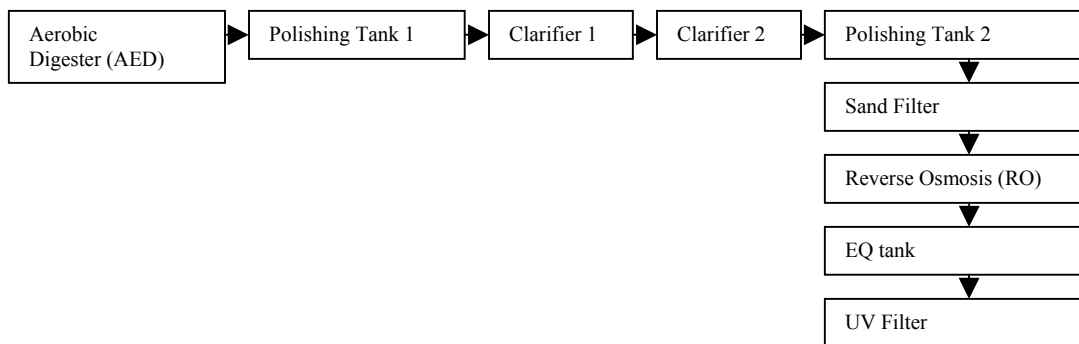 Aerobic
Digester (AED)
Polishing Tank 1
Clarifier 1
Clarifier 2
Polishing Tank 2
Sand Filter
Reverse Osmosis (RO)
EQ tank
UV Filter